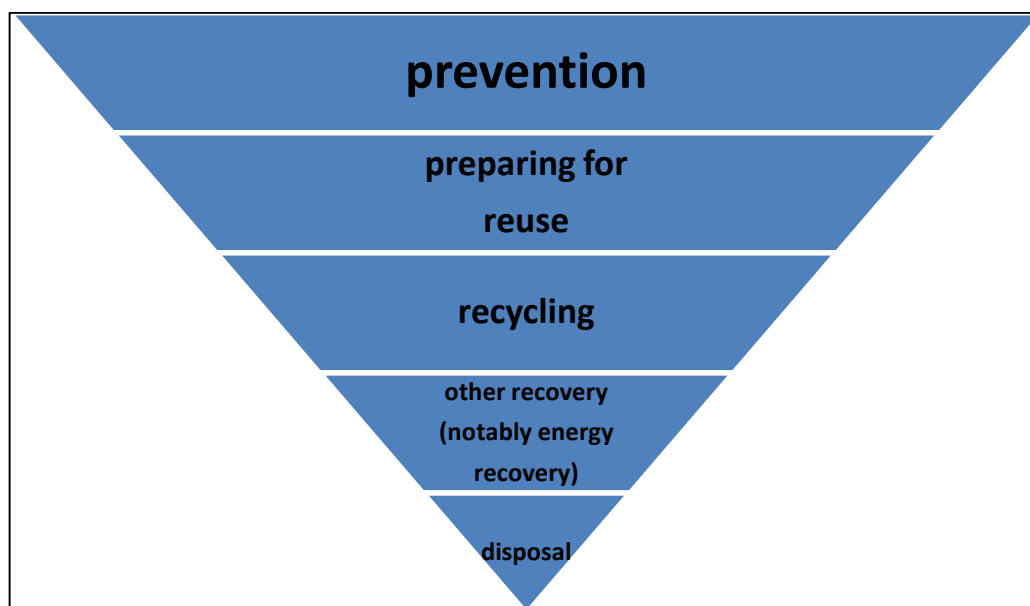 prevention
preparing for
reuse
recycling
other recovery
(notably energy
recovery)
disposal